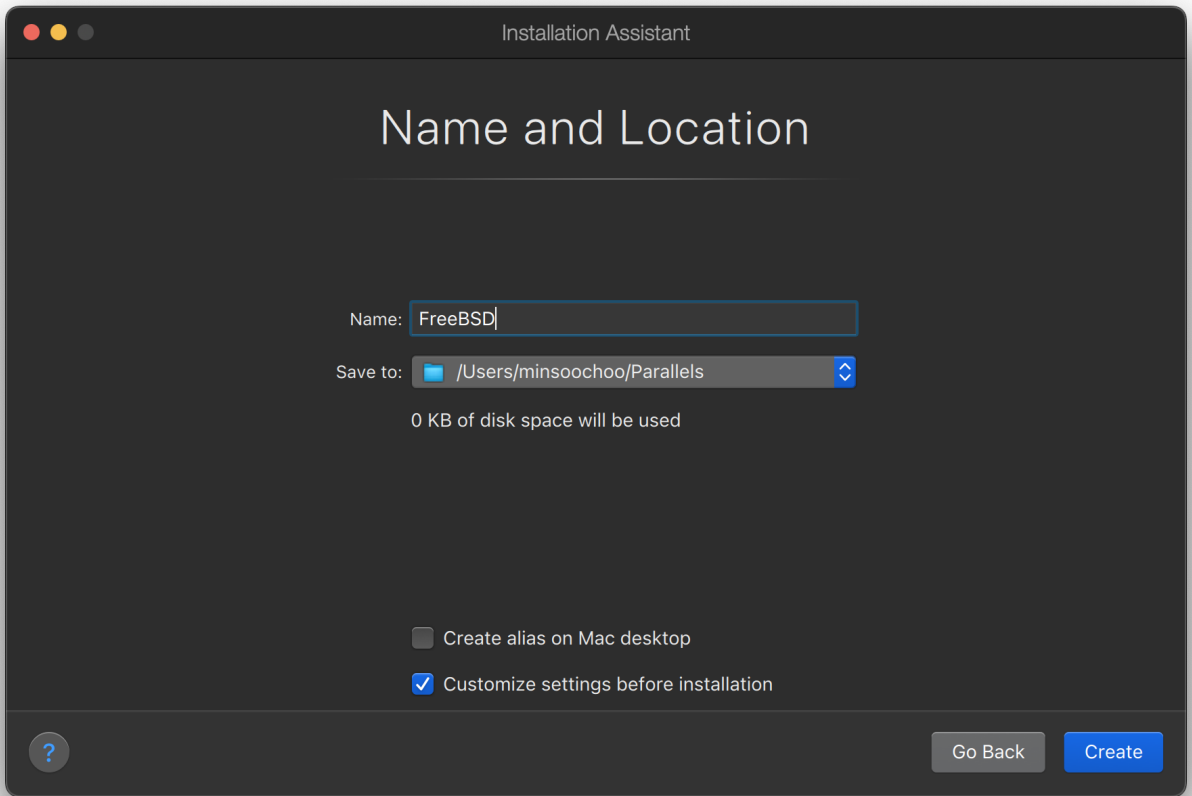 Installation Assistant
Name and Location
Name: FreeBSD
Save to: /Users/minsoochoo/Parallels
0 KB of disk space will be used
Create alias on Mac desktop
Customize settings before installation
? Go Back Create